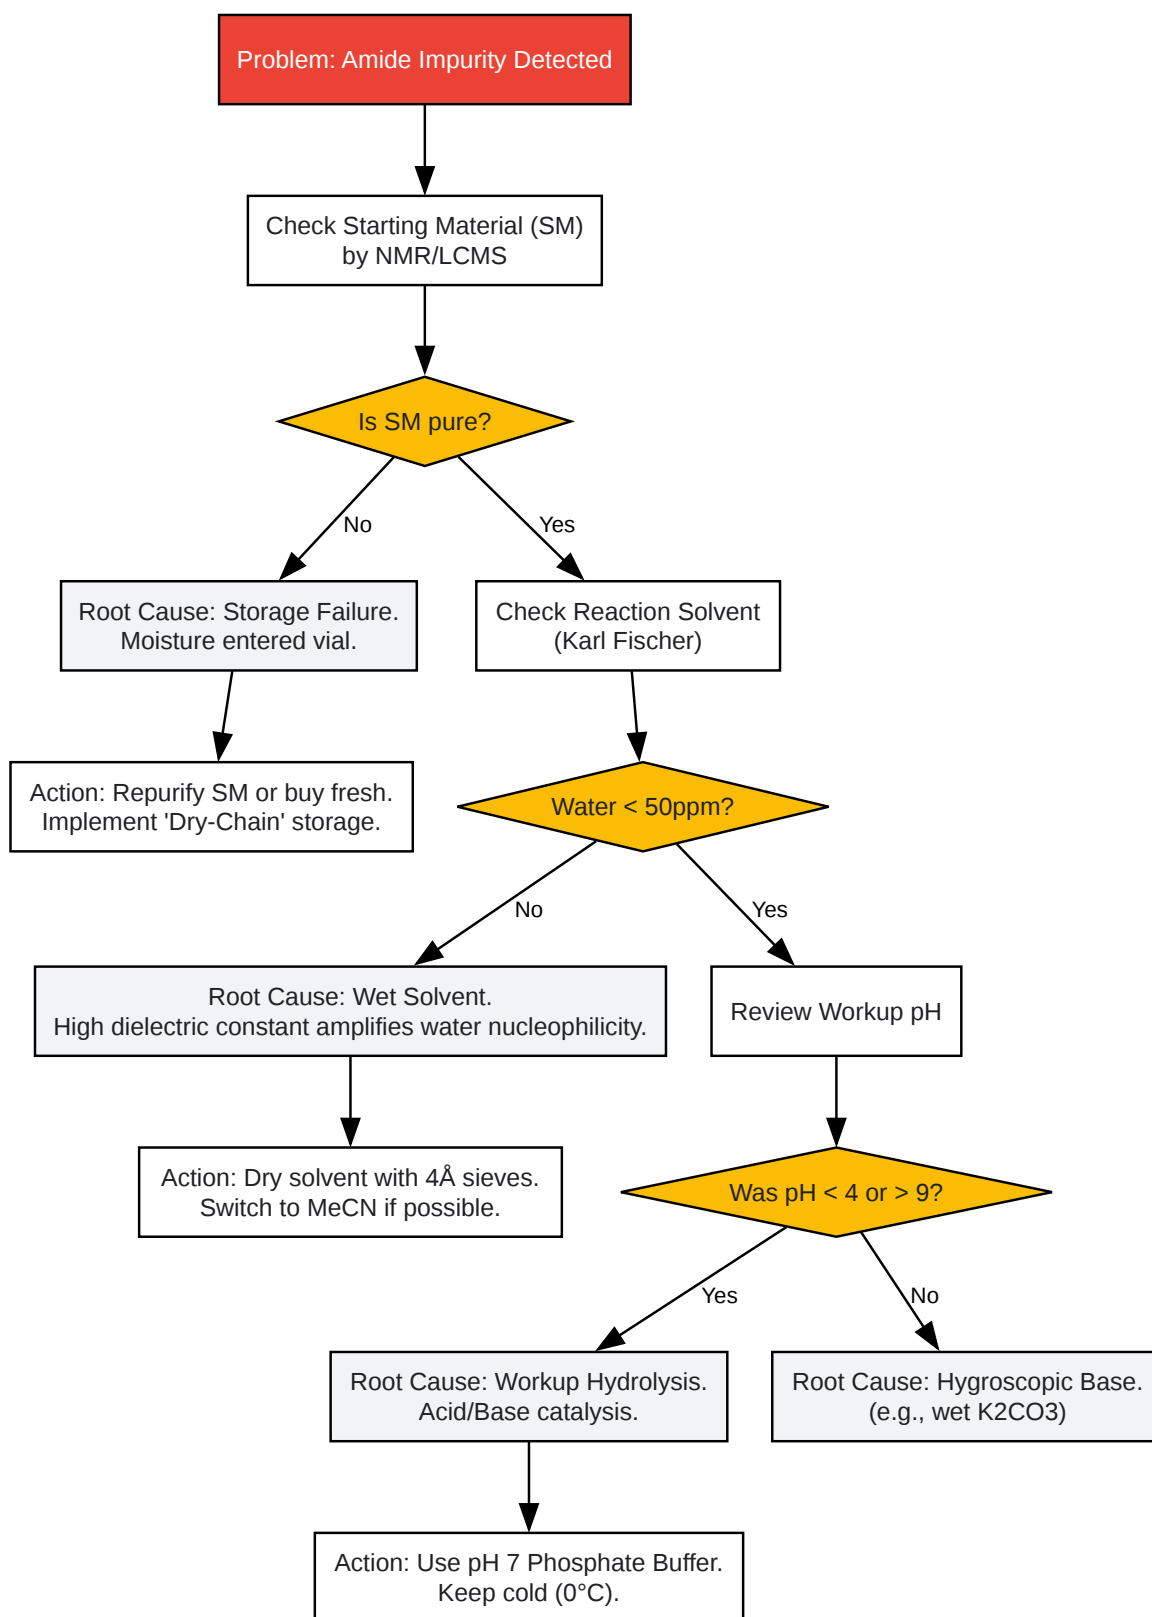 Problem: Amide Impurity Detected
Check Starting Material (SM)
by NMR/LCMS
Is SM pure?
No
Yes
Root Cause: Storage Failure.
Moisture entered vial.
Check Reaction Solvent
(Karl Fischer)
Action: Repurify SM or buy fresh.
Implement 'Dry-Chain' storage.
Water < 50ppm?
No
Yes
Root Cause: Wet Solvent.
High dielectric constant amplifies water nucleophilicity.
Review Workup pH
Action: Dry solvent with 4Å sieves.
Switch to MeCN if possible.
Was pH < 4 or > 9?
Yes
No
Root Cause: Workup Hydrolysis.
Acid/Base catalysis.
Root Cause: Hygroscopic Base.
(e.g., wet K2CO3)
Action: Use pH 7 Phosphate Buffer.
Keep cold (0°C).